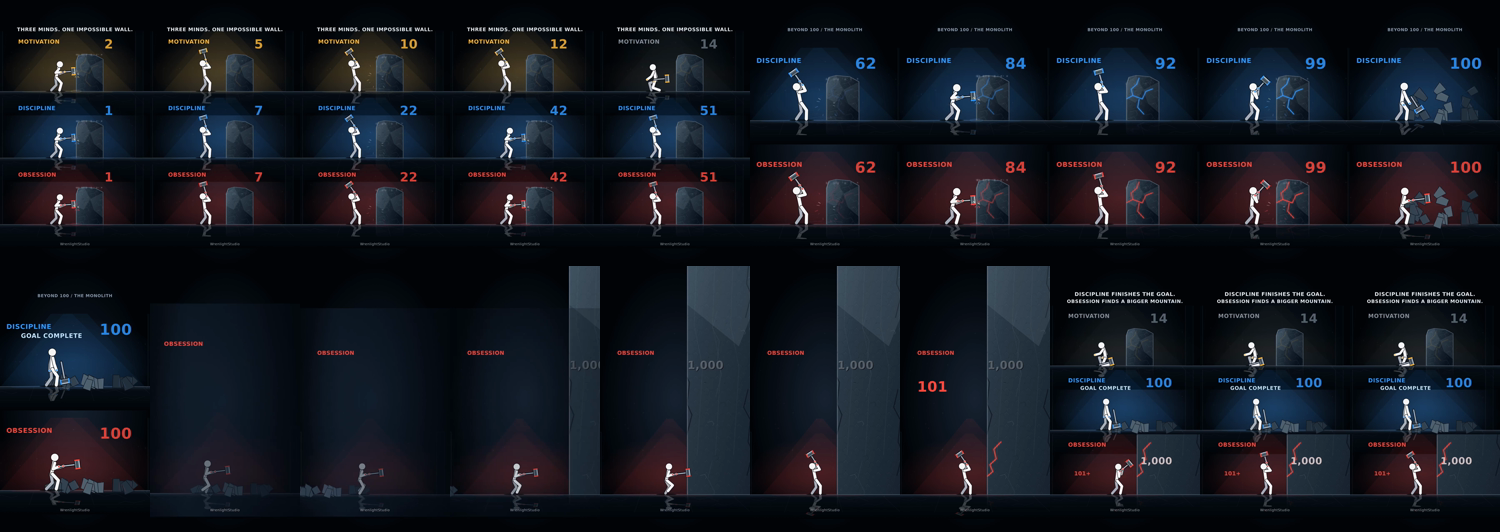 THREE MINDS. ONE IMPOSSIBLE WALL.
MOTIVATION 2
DISCIPLINE 1
OBSESSION 1
@renlightStudio
THREE MINDS. ONE IMPOSSIBLE WALL.
MOTIVATION 5
DISCIPLINE 7
OBSESSION 7
THREE MINDS. ONE IMPOSSIBLE WALL.
MOTIVATION 10
DISCIPLINE 22
OBSESSION 22
THREE MINDS. ONE IMPOSSIBLE WALL.
MOTIVATION 12
DISCIPLINE 42
OBSESSION 42
THREE MINDS. ONE IMPOSSIBLE WALL.
MOTIVATION 14
DISCIPLINE 51
OBSESSION 51
BEYOND 100 / THE MONOLITH
DISCIPLINE 62
OBSESSION 62
BEYOND 100 / THE MONOLITH
DISCIPLINE 84
OBSESSION 84
BEYOND 100 / THE MONOLITH
DISCIPLINE 92
OBSESSION 92
BEYOND 100 / THE MONOLITH
DISCIPLINE 99
OBSESSION 99
BEYOND 100 / THE MONOLITH
DISCIPLINE 100
OBSESSION 100
BEYOND 100 / THE MONOLITH
DISCIPLINE 100
GOAL COMPLETE
OBSESSION 100
OBSESSION
OBSESSION
OBSESSION
1,000
OBSESSION
1,000
OBSESSION
1,000
OBSESSION
1,000
101
DISCIPLINE FINISHES THE GOAL.
OBSESSION FINDS A BIGGER MOUNTAIN.
MOTIVATION 14
DISCIPLINE 100
GOAL COMPLETE
OBSESSION
1,000
101+
DISCIPLINE FINISHES THE GOAL.
OBSESSION FINDS A BIGGER MOUNTAIN.
MOTIVATION 14
DISCIPLINE 100
GOAL COMPLETE
OBSESSION
1,000
101+
DISCIPLINE FINISHES THE GOAL.
OBSESSION FINDS A BIGGER MOUNTAIN.
MOTIVATION 14
DISCIPLINE 100
GOAL COMPLETE
OBSESSION
1,000
101+